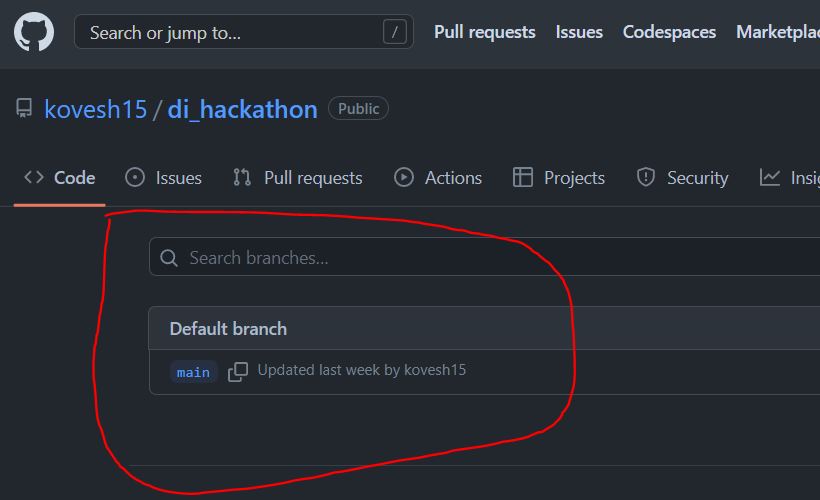 Search or jump to... / Pull requests Issues Codespaces Marketplac
kovesh15 / di_hackathon Public
Code Issues Pull requests Actions Projects Security Insig
Search branches...
Default branch
main Updated last week by kovesh15